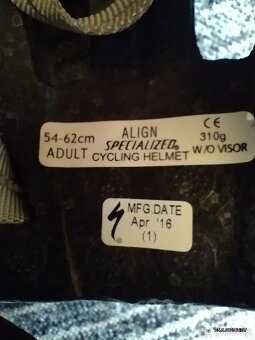 ALIGN
CE
54-62cm
SPECIALIZED®
310g
ADULT
CYCLING HELMET
W/O VISOR
MFG.DATE
Apr '16
(1)